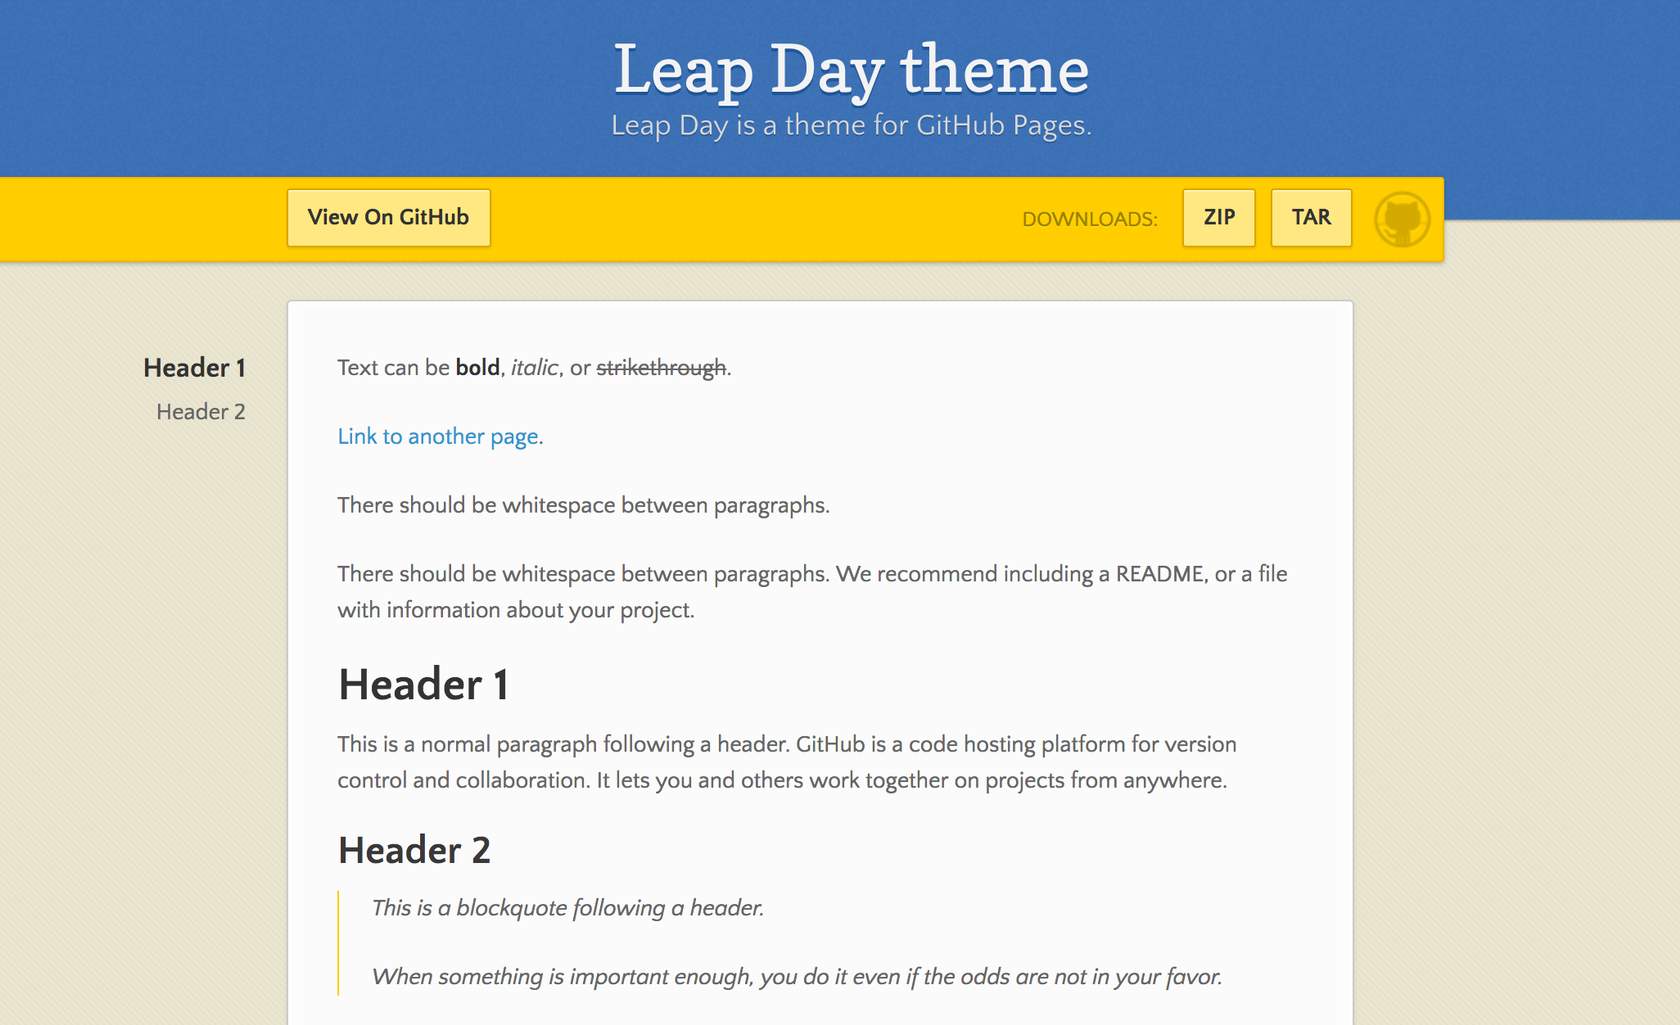 Leap Day theme
Leap Day is a theme for GitHub Pages.
View On GitHub
DOWNLOADS:
ZIP
TAR
Header 1
Header 2
Text can be bold, italic, or strikethrough.
Link to another page.
There should be whitespace between paragraphs.
There should be whitespace between paragraphs. We recommend including a README, or a file
with information about your project.
Header 1
This is a normal paragraph following a header. GitHub is a code hosting platform for version
control and collaboration. It lets you and others work together on projects from anywhere.
Header 2
This is a blockquote following a header.
When something is important enough, you do it even if the odds are not in your favor.